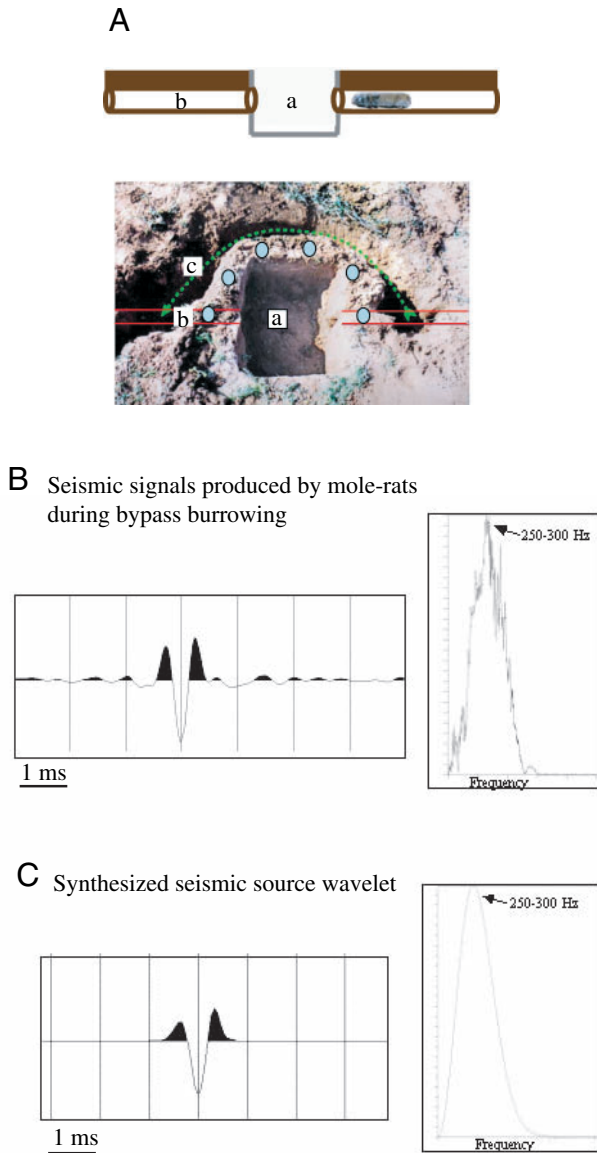 A
b
a
c
b
a
B Seismic signals produced by mole-rats
during bypass burrowing
250-300 Hz
1 ms
Frequency
C Synthesized seismic source wavelet
250-300 Hz
1 ms
Frequency